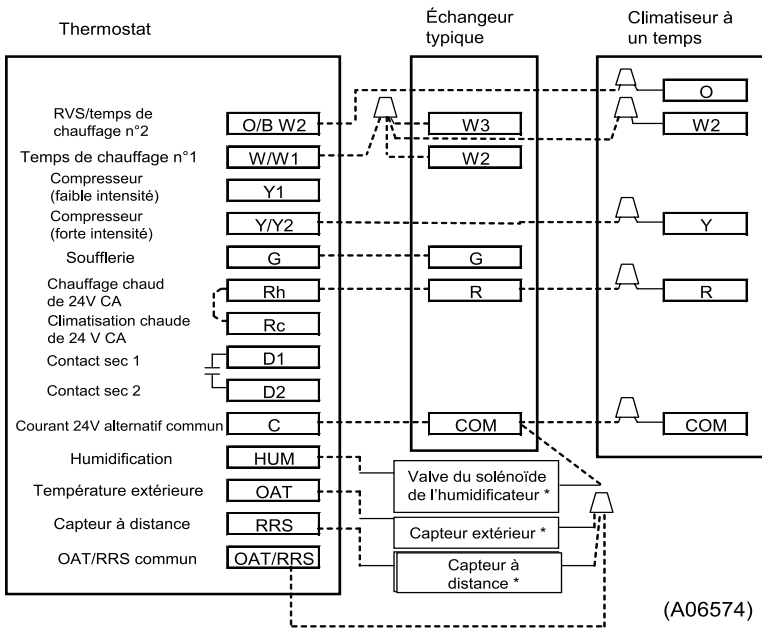 Thermostat
Échangeur
typique
Climatiseur à
un temps
RVS/temps de
chauffage n°2
O/B W2
W3
O
W2
Temps de chauffage n°1
W/W1
W2
Compresseur
(faible intensité)
Y1
Compresseur
(forte intensité)
Y/Y2
Y
Soufflerie
G
G
Chauffage chaud
de 24V CA
Rh
R
R
Climatisation chaude
de 24 V CA
Rc
Contact sec 1
D1
Contact sec 2
D2
Courant 24V alternatif commun
C
COM
COM
Humidification
HUM
Valve du solénoïde
de l'humidificateur *
Température extérieure
OAT
Capteur extérieur *
Capteur à distance
RRS
Capteur à
distance *
OAT/RRS commun
OAT/RRS
(A06574)